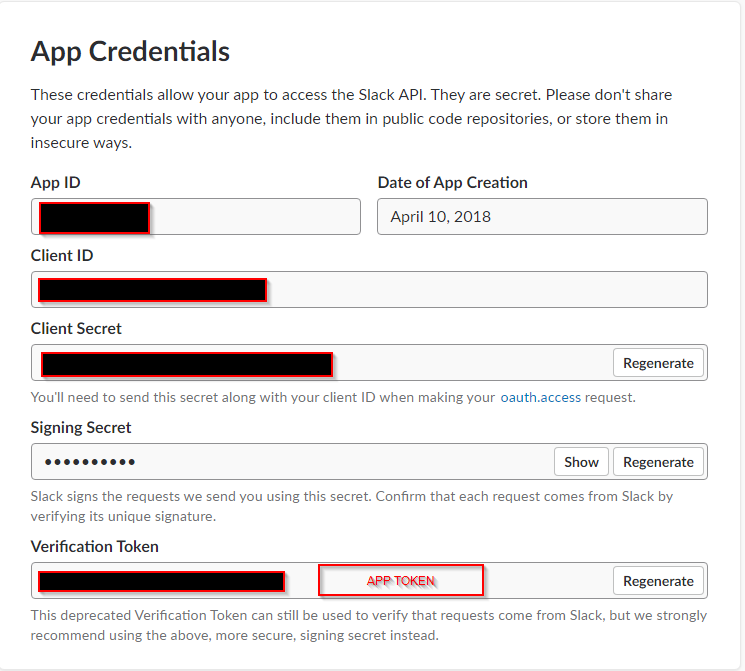 App Credentials
These credentials allow your app to access the Slack API. They are secret. Please don't share
your app credentials with anyone, include them in public code repositories, or store them in
insecure ways.
App ID
Date of App Creation
April 10, 2018
Client ID
Client Secret
Regenerate
You'll need to send this secret along with your client ID when making your oauth.access request.
Signing Secret
••••••••••
Show
Regenerate
Slack signs the requests we send you using this secret. Confirm that each request comes from Slack by
verifying its unique signature.
Verification Token
APP TOKEN
Regenerate
This deprecated Verification Token can still be used to verify that requests come from Slack, but we strongly
recommend using the above, more secure, signing secret instead.